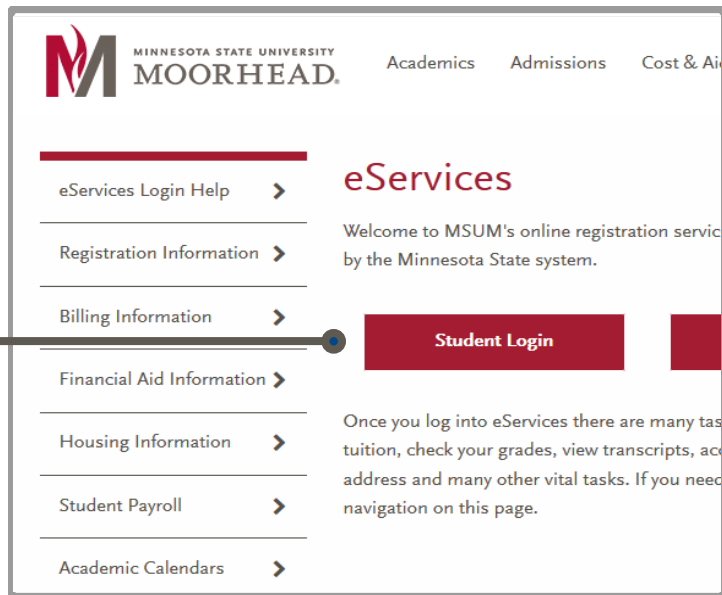 MINNESOTA STATE UNIVERSITY
MOORHEAD.
Academics Admissions Cost & Aid
eServices Login Help
Registration Information
Billing Information
Financial Aid Information
Housing Information
Student Payroll
Academic Calendars
eServices
Welcome to MSUM's online registration servic
by the Minnesota State system.
Student Login
Once you log into eServices there are many tas
tuition, check your grades, view transcripts, acc
address and many other vital tasks. If you need
navigation on this page.